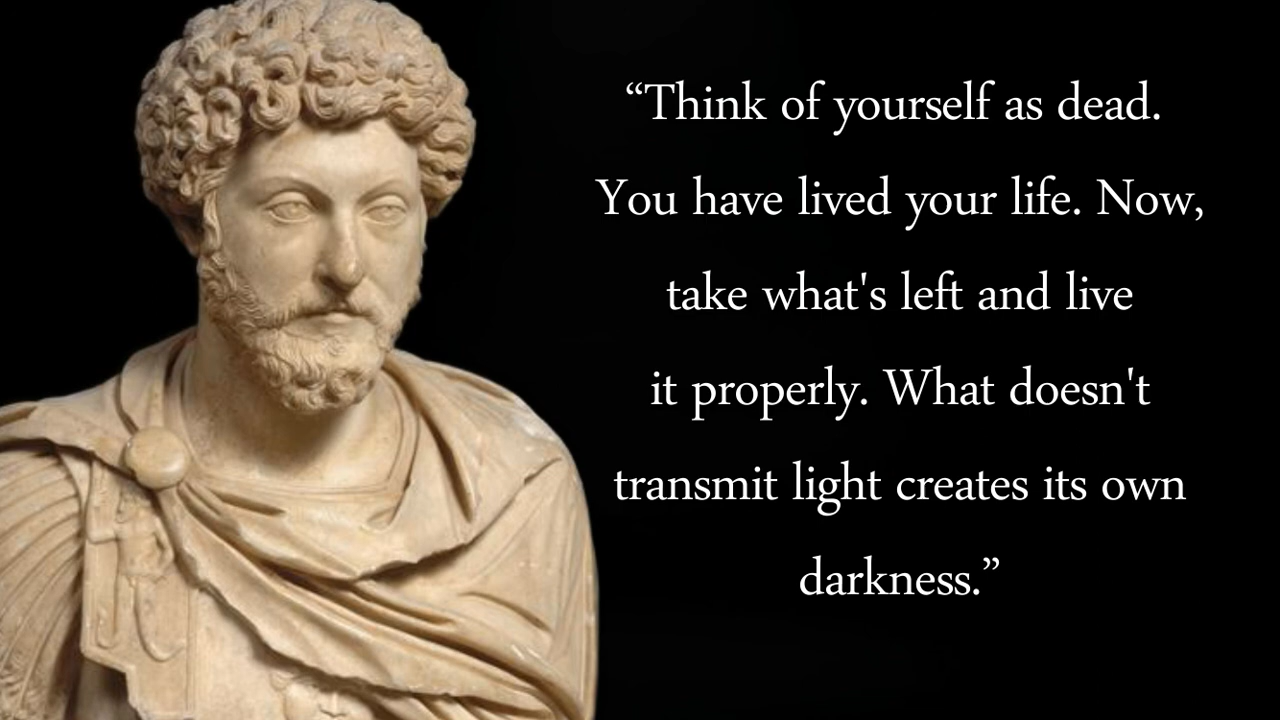 “Think of yourself as dead.
You have lived your life. Now,
take what's left and live
it properly. What doesn't
transmit light creates its own
darkness.”